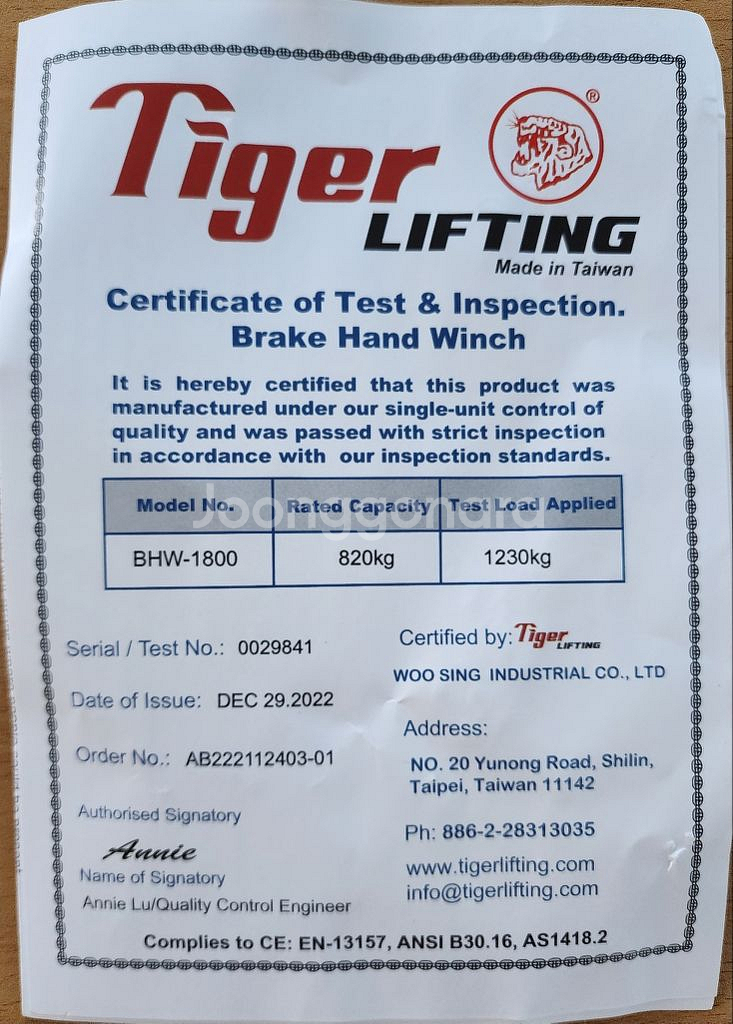 Tiger
®
LIFTING
Made in Taiwan
Certificate of Test & Inspection.
Brake Hand Winch
It is hereby certified that this product was
manufactured under our single-unit control of
quality and was passed with strict inspection
in accordance with our inspection standards.
Model No. Rated Capacity Test Load Applied
Joonggonara
BHW-1800 820kg 1230kg
Serial / Test No.: 0029841
Date of Issue: DEC 29.2022
Order No.: AB222112403-01
Authorised Signatory
Annie
Name of Signatory
Annie Lu/Quality Control Engineer
Certified by: Tiger LIFTING
WOO SING INDUSTRIAL CO., LTD
Address:
NO. 20 Yunong Road, Shilin,
Taipei, Taiwan 11142
Ph: 886-2-28313035
www.tigerlifting.com
info@tigerlifting.com
Complies to CE: EN-13157, ANSI B30.16, AS1418.2